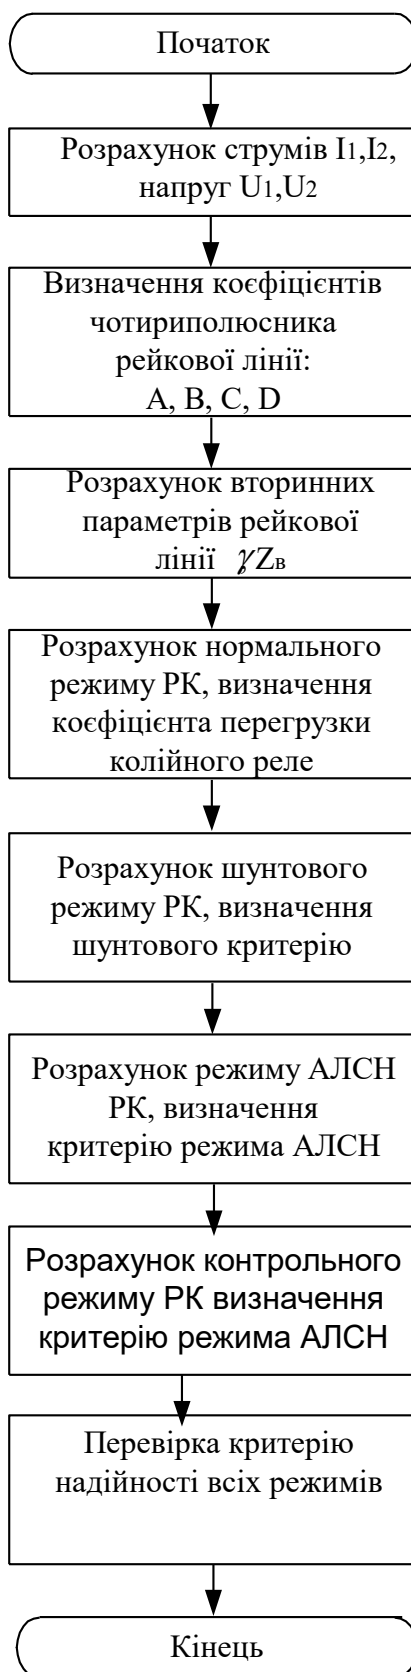 Початок
Розрахунок струмів I1,I2,
напруг U1,U2
Визначення коєфіцієнтів
чотириполюсника
рейкової лінії:
A, B, C, D
Розрахунок вторинних
параметрів рейкової
лінії γZв
Розрахунок нормального
режиму РК, визначення
коєфіцієнта перегрузки
колійного реле
Розрахунок шунтового
режиму РК, визначення
шунтового критерію
Розрахунок режиму АЛСН
РК, визначення
критерію режима АЛСН
Розрахунок контрольного
режиму РК визначення
критерію режима АЛСН
Перевірка критерію
надійності всіх режимів
Кінець